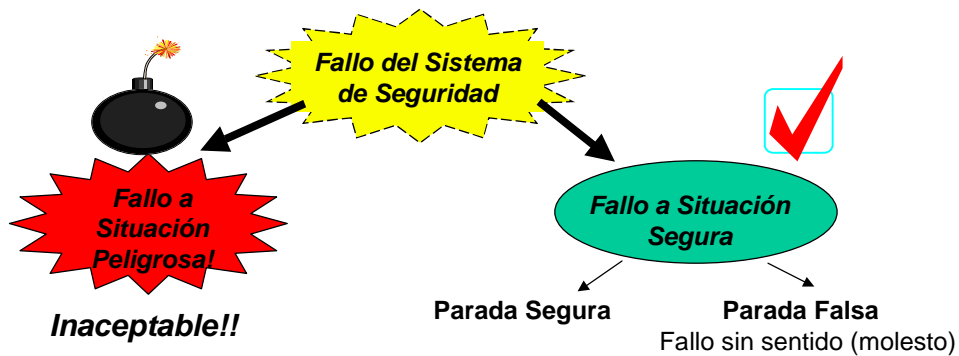 Fallo del Sistema
de Seguridad
Fallo a
Situación
Peligrosa!
Inaceptable!!
Fallo a Situación
Segura
Parada Segura
Parada Falsa
Fallo sin sentido (molesto)